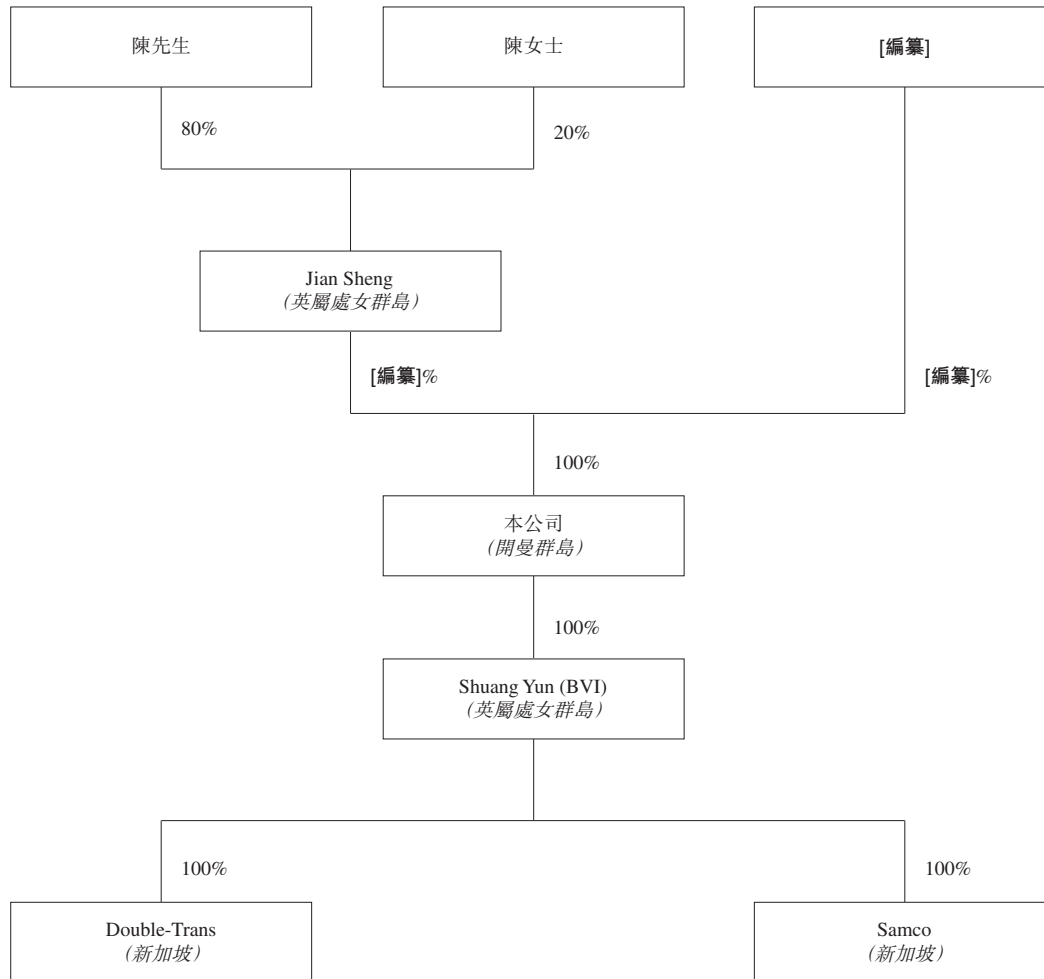 陳先生
陳女士
[編纂]
80%
20%
Jian Sheng
（英屬處女群島）
[編纂]%
[編纂]%
100%
本公司
（開曼群島）
100%
Shuang Yun (BVI)
（英屬處女群島）
100%
100%
Double-Trans
（新加坡）
Samco
（新加坡）